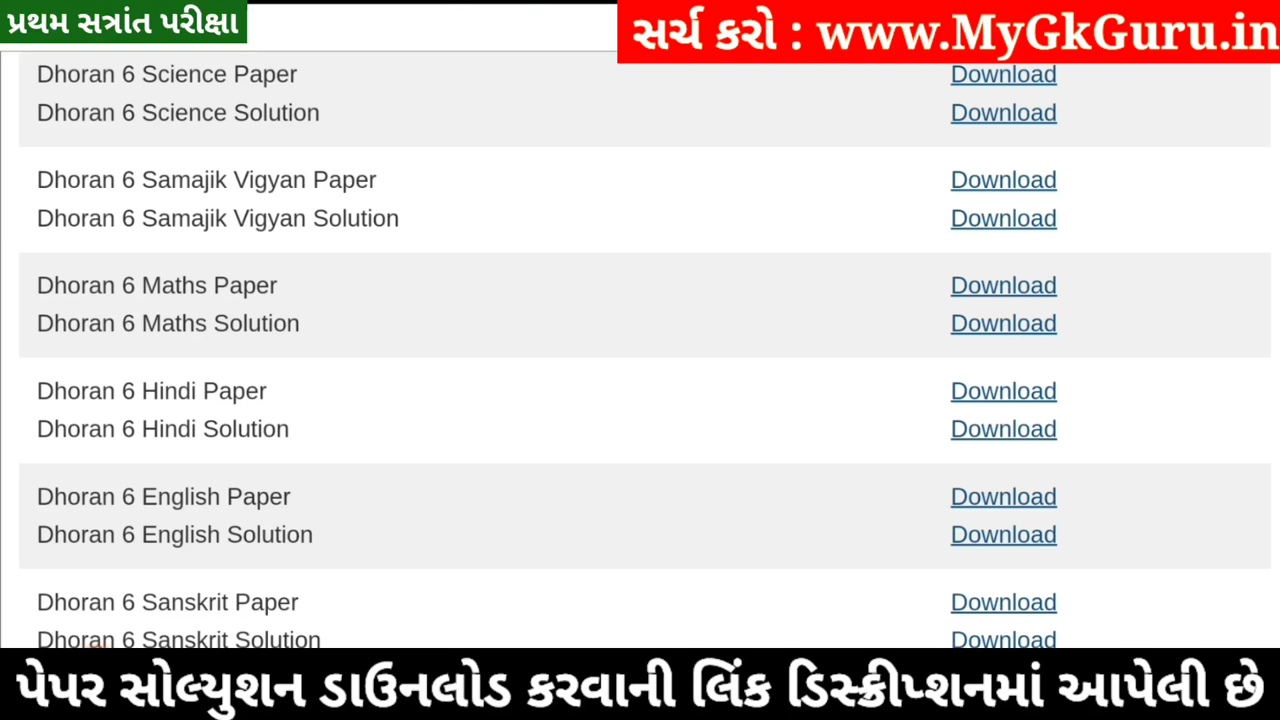 પ્રથમ સત્રાંત પરીક્ષા
સર્ચ કરો : www.MyGkGuru.in
Dhoran 6 Science Paper Download
Dhoran 6 Science Solution Download
Dhoran 6 Samajik Vigyan Paper Download
Dhoran 6 Samajik Vigyan Solution Download
Dhoran 6 Maths Paper Download
Dhoran 6 Maths Solution Download
Dhoran 6 Hindi Paper Download
Dhoran 6 Hindi Solution Download
Dhoran 6 English Paper Download
Dhoran 6 English Solution Download
Dhoran 6 Sanskrit Paper Download
Dhoran 6 Sanskrit Solution Download
પેપર સોલ્યુશન ડાઉનલોડ કરવાની લિંક ડિસ્ક્રીપ્શનમાં આપેલી છે